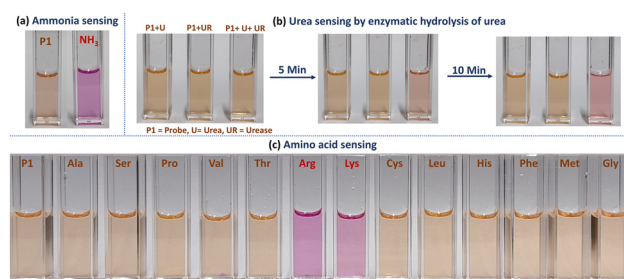 (a) Ammonia sensing
P1
NH3
(b) Urea sensing by enzymatic hydrolysis of urea
P1+U
P1+UR
P1+ U+ UR
5 Min
10 Min
P1 = Probe, U= Urea, UR = Urease
(c) Amino acid sensing
P1 Ala Ser Pro Val Thr Arg Lys Cys Leu His Phe Met Gly